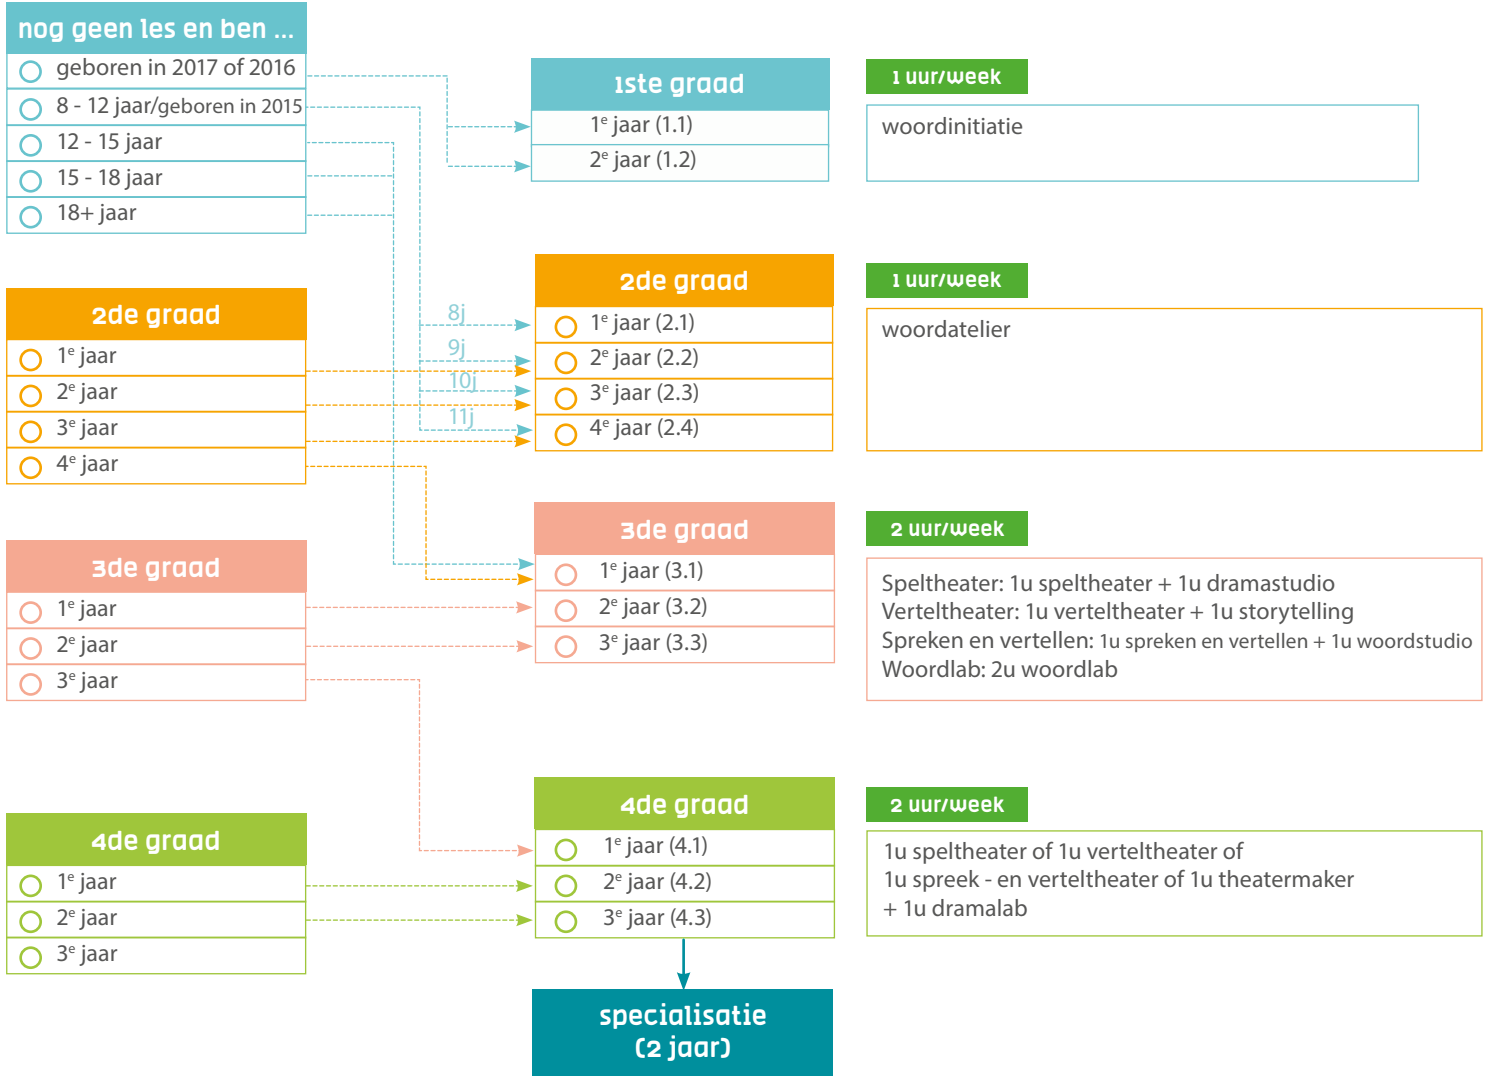 nog geen les en ben ...
geboren in 2017 of 2016
8 - 12 jaar/geboren in 2015
12 - 15 jaar
15 - 18 jaar
18+ jaar
1ste graad
1e jaar (1.1)
2e jaar (1.2)
1 uur/week
woordinitiatie
2de graad
1e jaar
2e jaar
3e jaar
4e jaar
8j
9j
10j
11j
2de graad
1e jaar (2.1)
2e jaar (2.2)
3e jaar (2.3)
4e jaar (2.4)
1 uur/week
woordatelier
3de graad
1e jaar
2e jaar
3e jaar
3de graad
1e jaar (3.1)
2e jaar (3.2)
3e jaar (3.3)
2 uur/week
Speltheater: 1u speltheater + 1u dramastudio
Verteltheater: 1u verteltheater + 1u storytelling
Spreken en vertellen: 1u spreken en vertellen + 1u woordstudio
Woordlab: 2u woordlab
4de graad
1e jaar
2e jaar
3e jaar
4de graad
1e jaar (4.1)
2e jaar (4.2)
3e jaar (4.3)
2 uur/week
1u speltheater of 1u verteltheater of
1u spreek - en verteltheater of 1u theatermaker
+ 1u dramalab
specialisatie
(2 jaar)